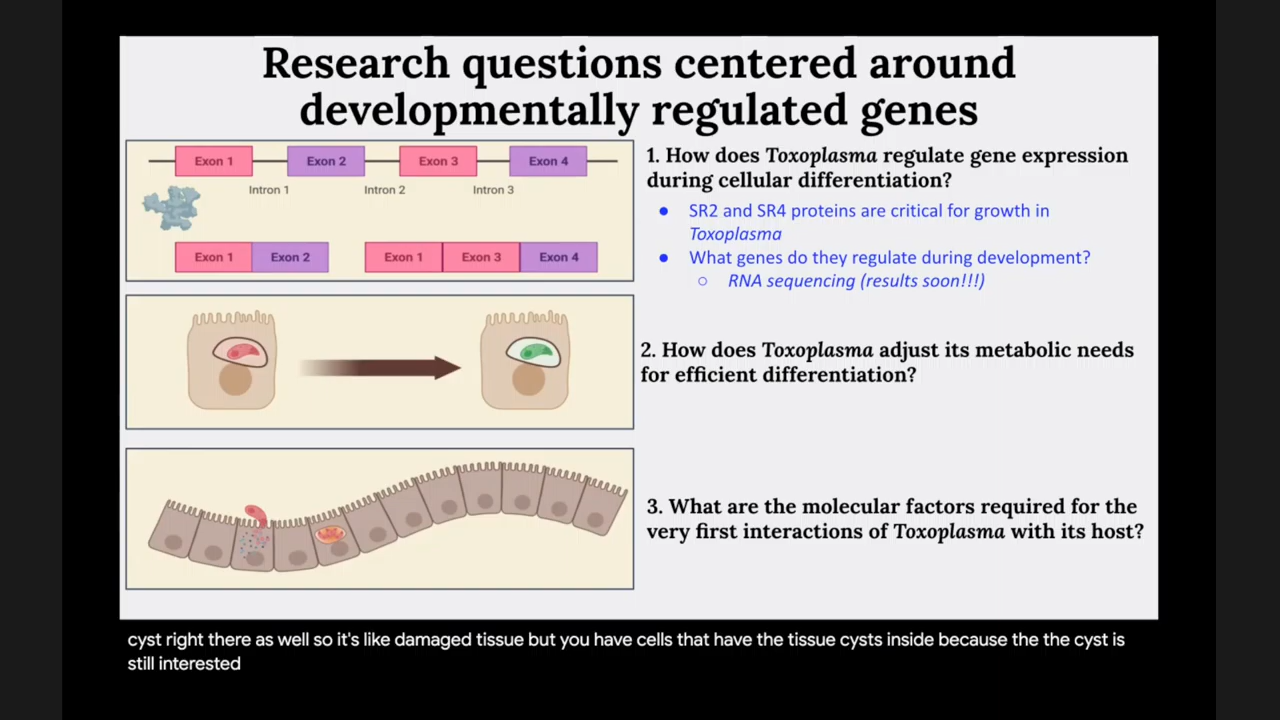 Research questions centered around
developmentally regulated genes
Exon 1
Exon 2
Exon 3
Exon 4
Intron 1
Intron 2
Intron 3
Exon 1
Exon 2
Exon 1
Exon 3
Exon 4
1. How does Toxoplasma regulate gene expression
during cellular differentiation?
● SR2 and SR4 proteins are critical for growth in
Toxoplasma
● What genes do they regulate during development?
○ RNA sequencing (results soon!!!)
2. How does Toxoplasma adjust its metabolic needs
for efficient differentiation?
3. What are the molecular factors required for the
very first interactions of Toxoplasma with its host?
cyst right there as well so it's like damaged tissue but you have cells that have the tissue cysts inside because the the cyst is
still interested